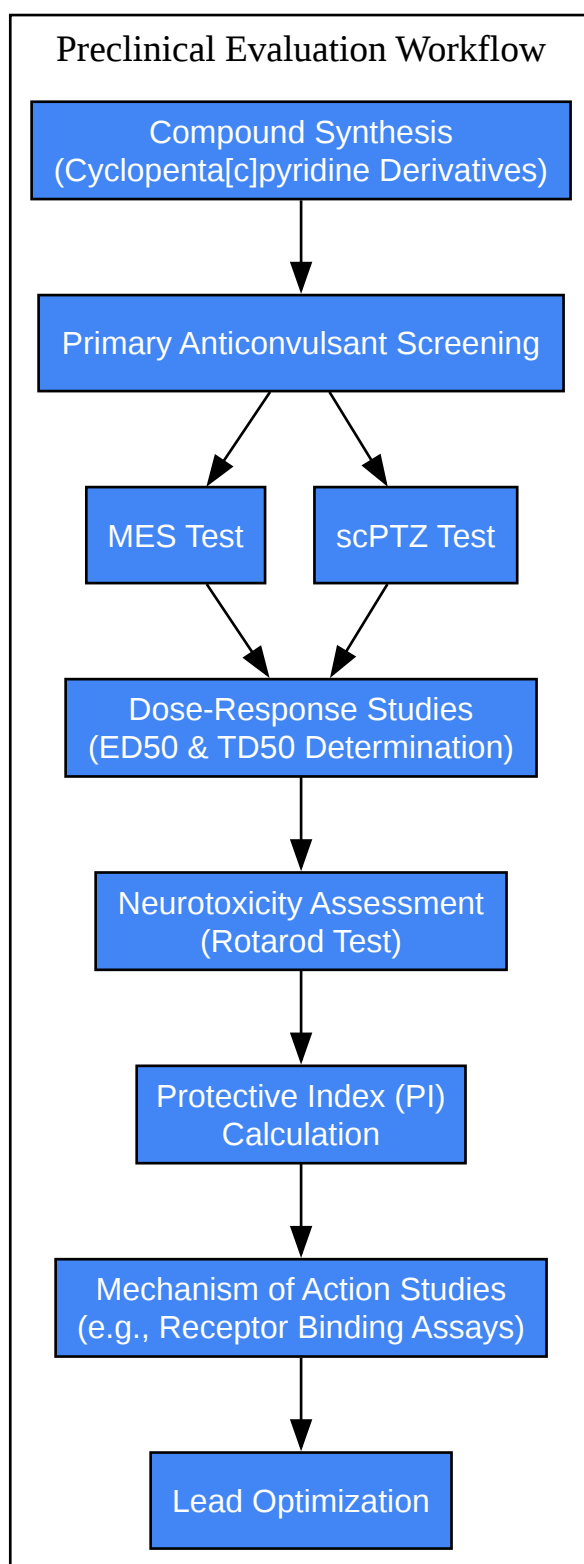 Preclinical Evaluation Workflow
Compound Synthesis
(Cyclopenta[c]pyridine Derivatives)
Primary Anticonvulsant Screening
MES Test
scPTZ Test
Dose-Response Studies
(ED50 & TD50 Determination)
Neurotoxicity Assessment
(Rotarod Test)
Protective Index (PI)
Calculation
Mechanism of Action Studies
(e.g., Receptor Binding Assays)
Lead Optimization